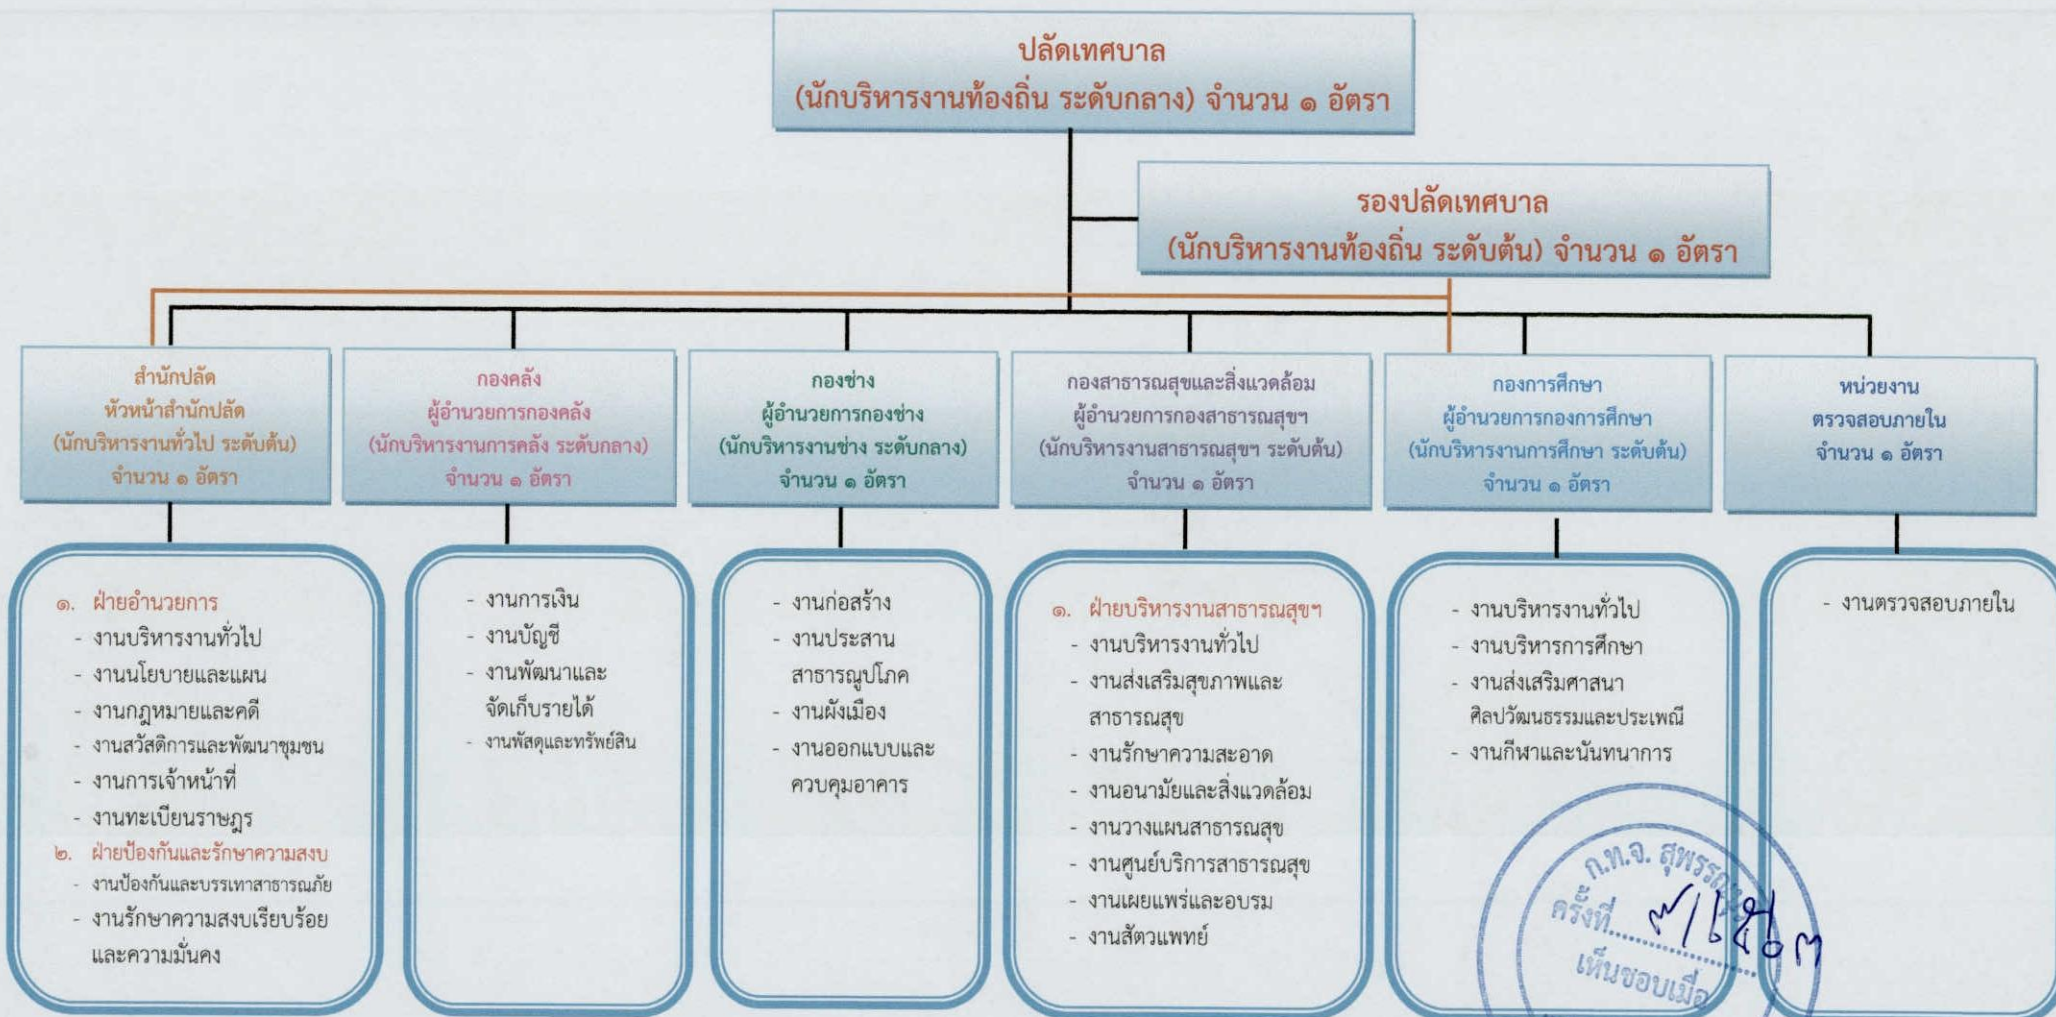 ปลัดเทศบาล
(นักบริหารงานท้องถิ่น ระดับกลาง) จำนวน ๑ อัตรา
รองปลัดเทศบาล
(นักบริหารงานท้องถิ่น ระดับต้น) จำนวน ๑ อัตรา
สำนักปลัด
หัวหน้าสำนักปลัด
(นักบริหารงานทั่วไป ระดับต้น)
จำนวน ๑ อัตรา
กองคลัง
ผู้อำนวยการกองคลัง
(นักบริหารงานการคลัง ระดับกลาง)
จำนวน ๑ อัตรา
กองช่าง
ผู้อำนวยการกองช่าง
(นักบริหารงานช่าง ระดับกลาง)
จำนวน ๑ อัตรา
กองสาธารณสุขและสิ่งแวดล้อม
ผู้อำนวยการกองสาธารณสุขฯ
(นักบริหารงานสาธารณสุขฯ ระดับต้น)
จำนวน ๑ อัตรา
กองการศึกษา
ผู้อำนวยการกองการศึกษา
(นักบริหารงานการศึกษา ระดับต้น)
จำนวน ๑ อัตรา
หน่วยงาน
ตรวจสอบภายใน
จำนวน ๑ อัตรา
๑. ฝ่ายอำนวยการ
- งานบริหารงานทั่วไป
- งานนโยบายและแผน
- งานกฎหมายและคดี
- งานสวัสดิการและพัฒนาชุมชน
- งานการเจ้าหน้าที่
- งานทะเบียนราษฎร
๒. ฝ่ายป้องกันและรักษาความสงบ
- งานป้องกันและบรรเทาสาธารณภัย
- งานรักษาความสงบเรียบร้อย
และความมั่นคง
- งานการเงิน
- งานบัญชี
- งานพัฒนาและ
จัดเก็บรายได้
- งานพัสดุและทรัพย์สิน
- งานก่อสร้าง
- งานประสาน
สาธารณูปโภค
- งานผังเมือง
- งานออกแบบและ
ควบคุมอาคาร
๑. ฝ่ายบริหารงานสาธารณสุขฯ
- งานบริหารงานทั่วไป
- งานส่งเสริมสุขภาพและ
สาธารณสุข
- งานรักษาความสะอาด
- งานอนามัยและสิ่งแวดล้อม
- งานวางแผนสาธารณสุข
- งานศูนย์บริการสาธารณสุข
- งานเผยแพร่และอบรม
- งานสัตวแพทย์
- งานบริหารงานทั่วไป
- งานบริหารการศึกษา
- งานส่งเสริมศาสนา
ศิลปวัฒนธรรมและประเพณี
- งานกีฬาและนันทนาการ
- งานตรวจสอบภายใน
ก.ท.จ.
ครั้งที่
เห็นชอบเมื่อ